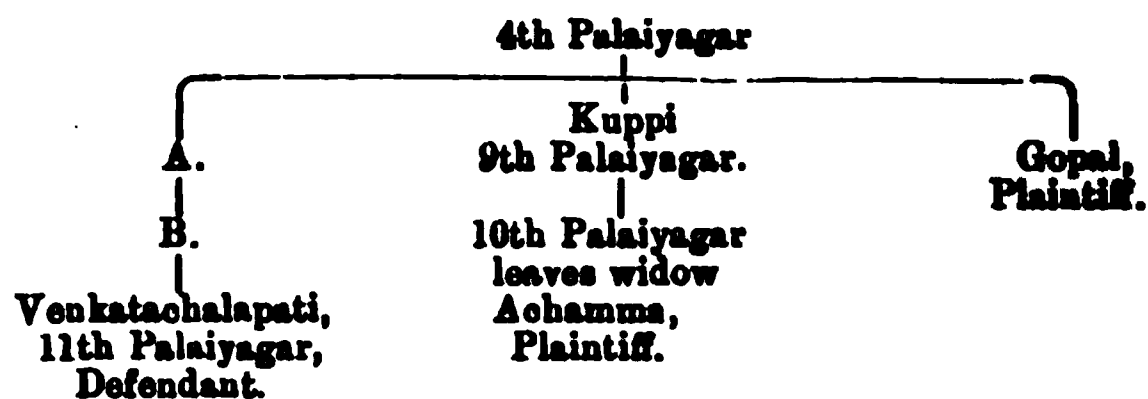 4th Palaiyagar
Kuppi
A. 9th Palaiyagar. Gopal,
Plaintiff.
B. 10th Palaiyagar
leaves widow
Venkatachalapati, Achamma,
11th Palaiyagar, Plaintiff.
Defendant.